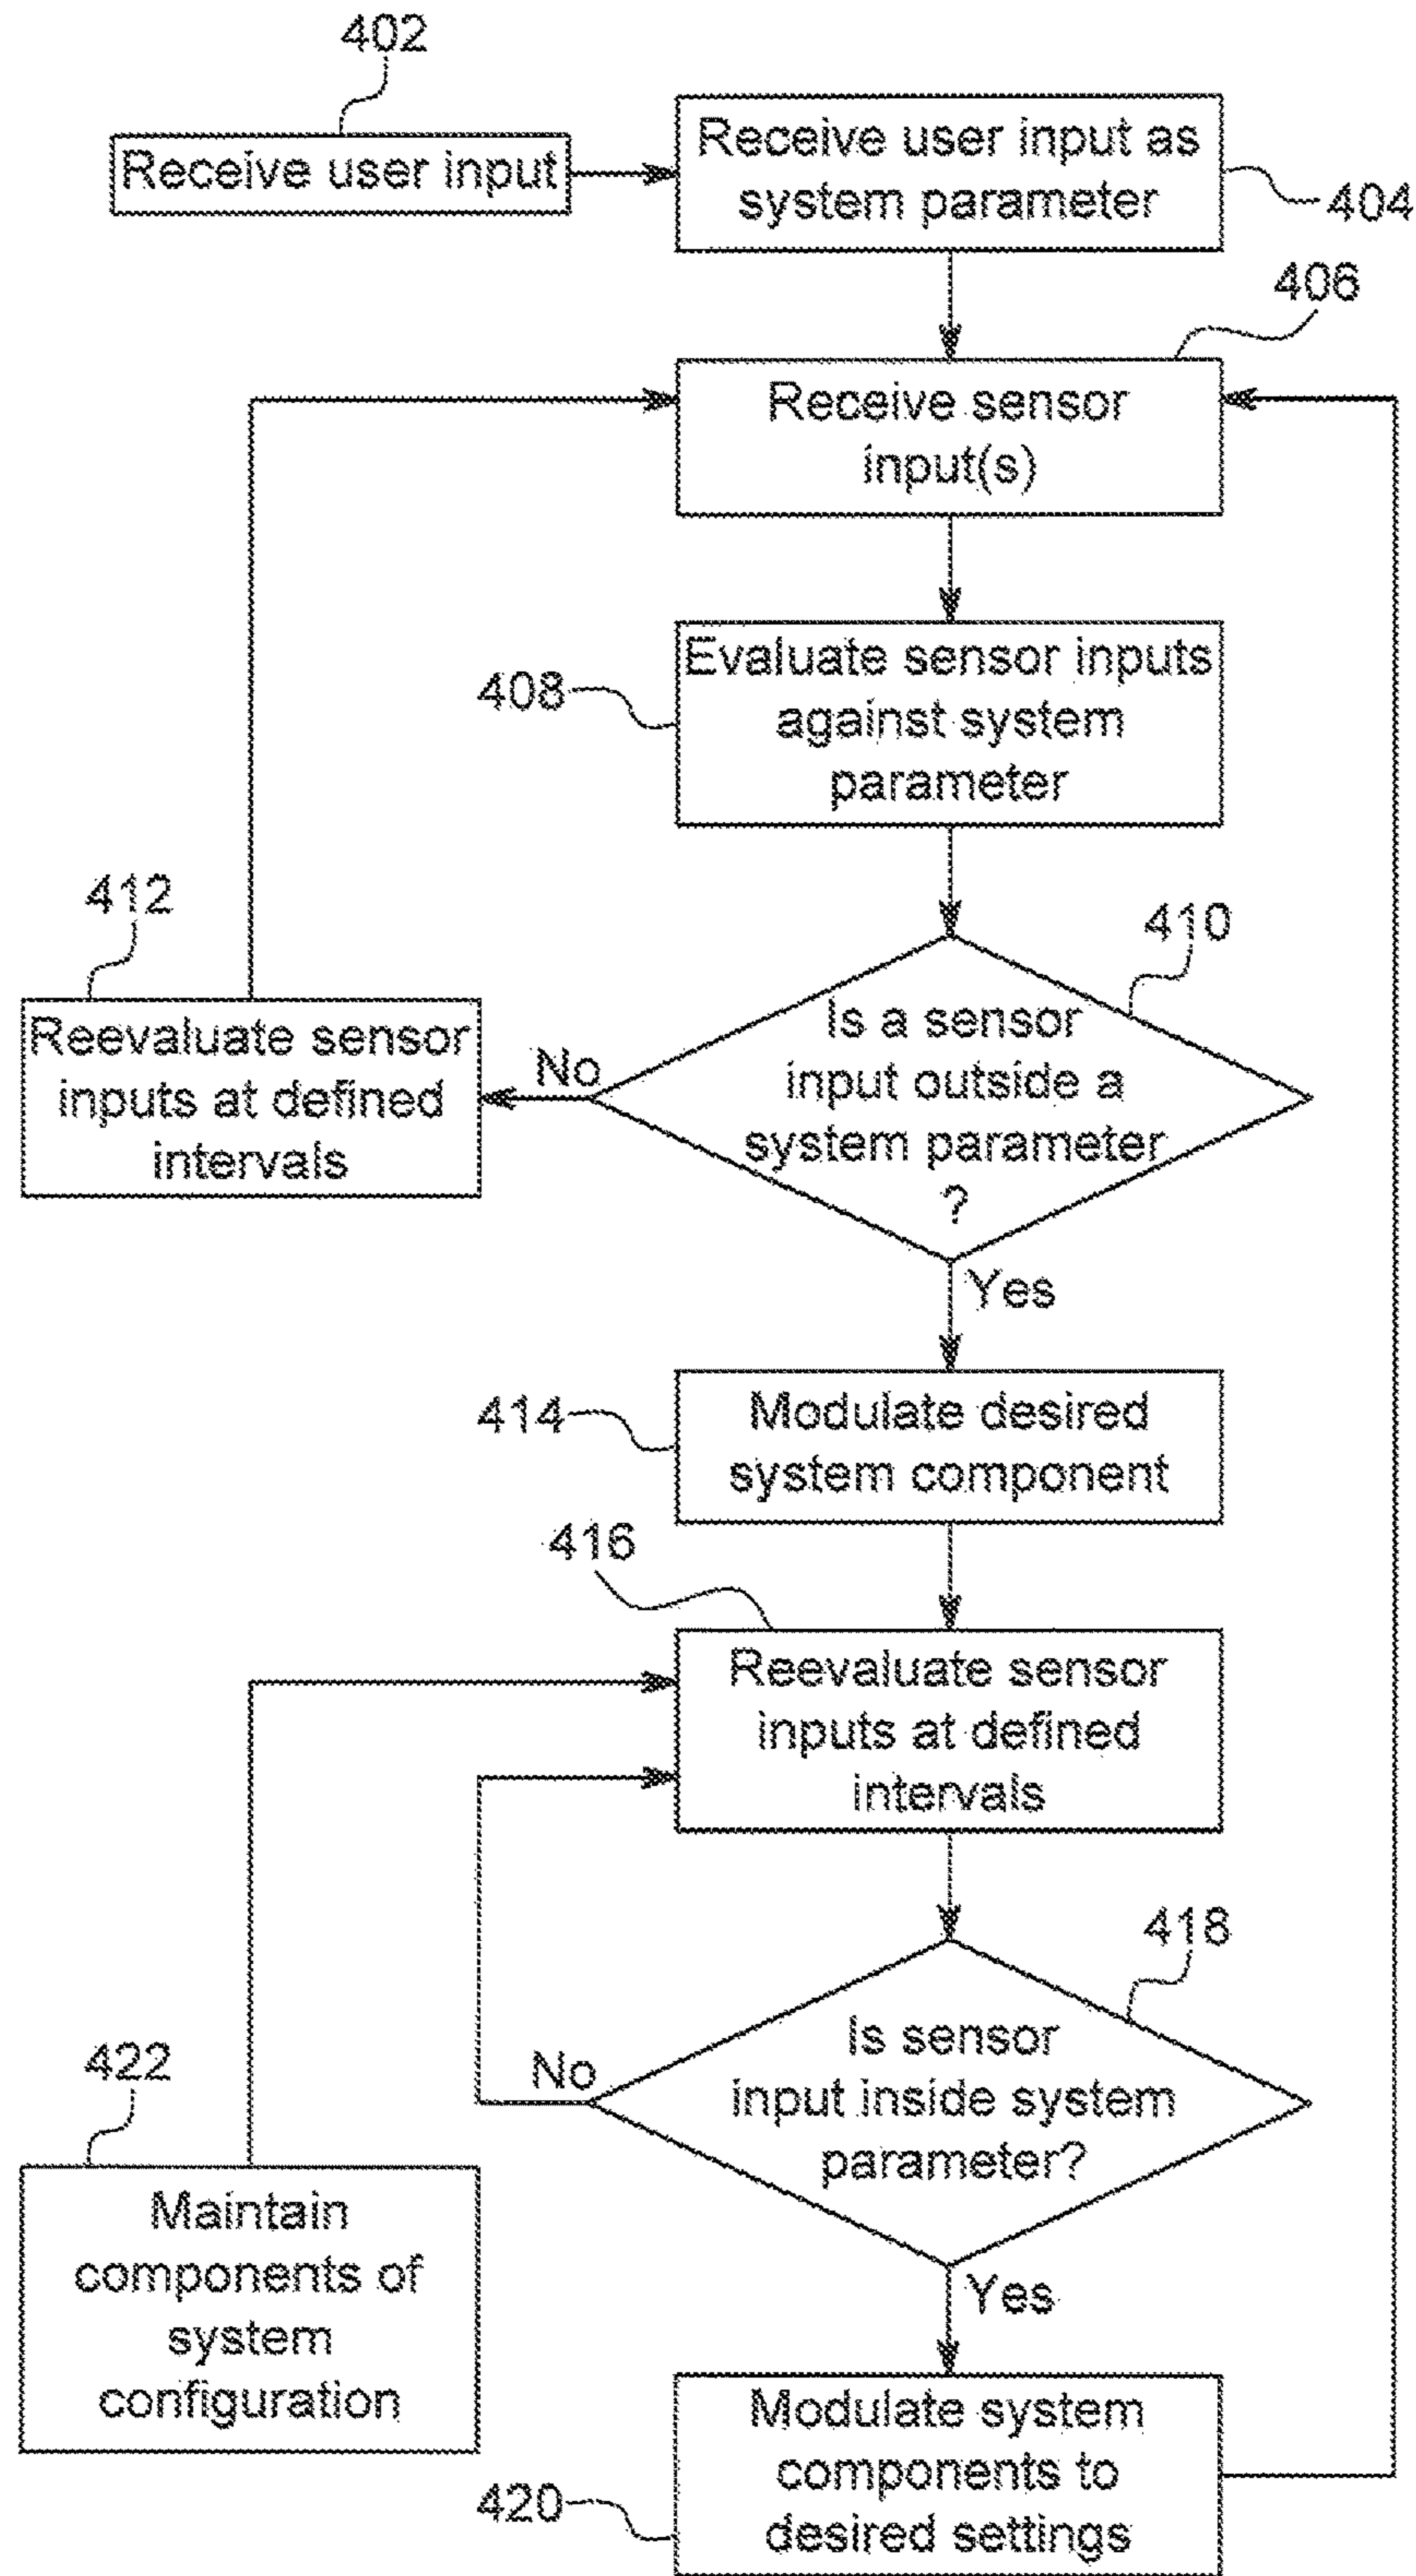 402
Receive user input
Receive user input as
system parameter
404
406
Receive sensor
input(s)
Evaluate sensor inputs
against system
parameter
408
412
Reevaluate sensor
inputs at defined
intervals
No
410
Is a sensor
input outside a
system parameter
?
Yes
414
Modulate desired
system component
416
Reevaluate sensor
inputs at defined
intervals
418
Is sensor
input inside system
parameter?
No
422
Maintain
components of
system
configuration
Yes
Modulate system
components to
desired settings
420